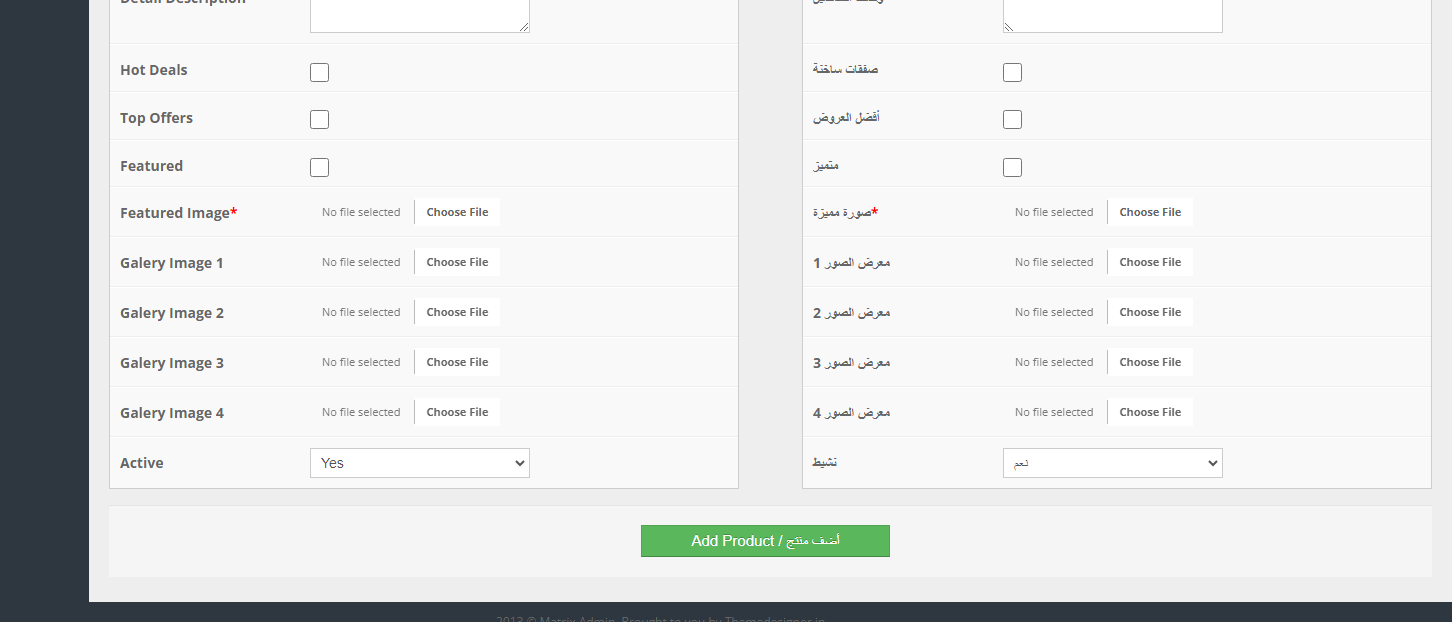 Detail Description
Hot Deals
Top Offers
Featured
Featured Image*
No file selected Choose File
Galery Image 1
No file selected Choose File
Galery Image 2
No file selected Choose File
Galery Image 3
No file selected Choose File
Galery Image 4
No file selected Choose File
Active
Yes
صفقات ساخنة
أفضل العروض
متميز
صورة مميزة*
No file selected Choose File
معرض الصور 1
No file selected Choose File
معرض الصور 2
No file selected Choose File
معرض الصور 3
No file selected Choose File
معرض الصور 4
No file selected Choose File
نشيط
نعم
Add Product / أضف منتج
2013 © Matrix Admin. Brought to you by Themedesigner.in